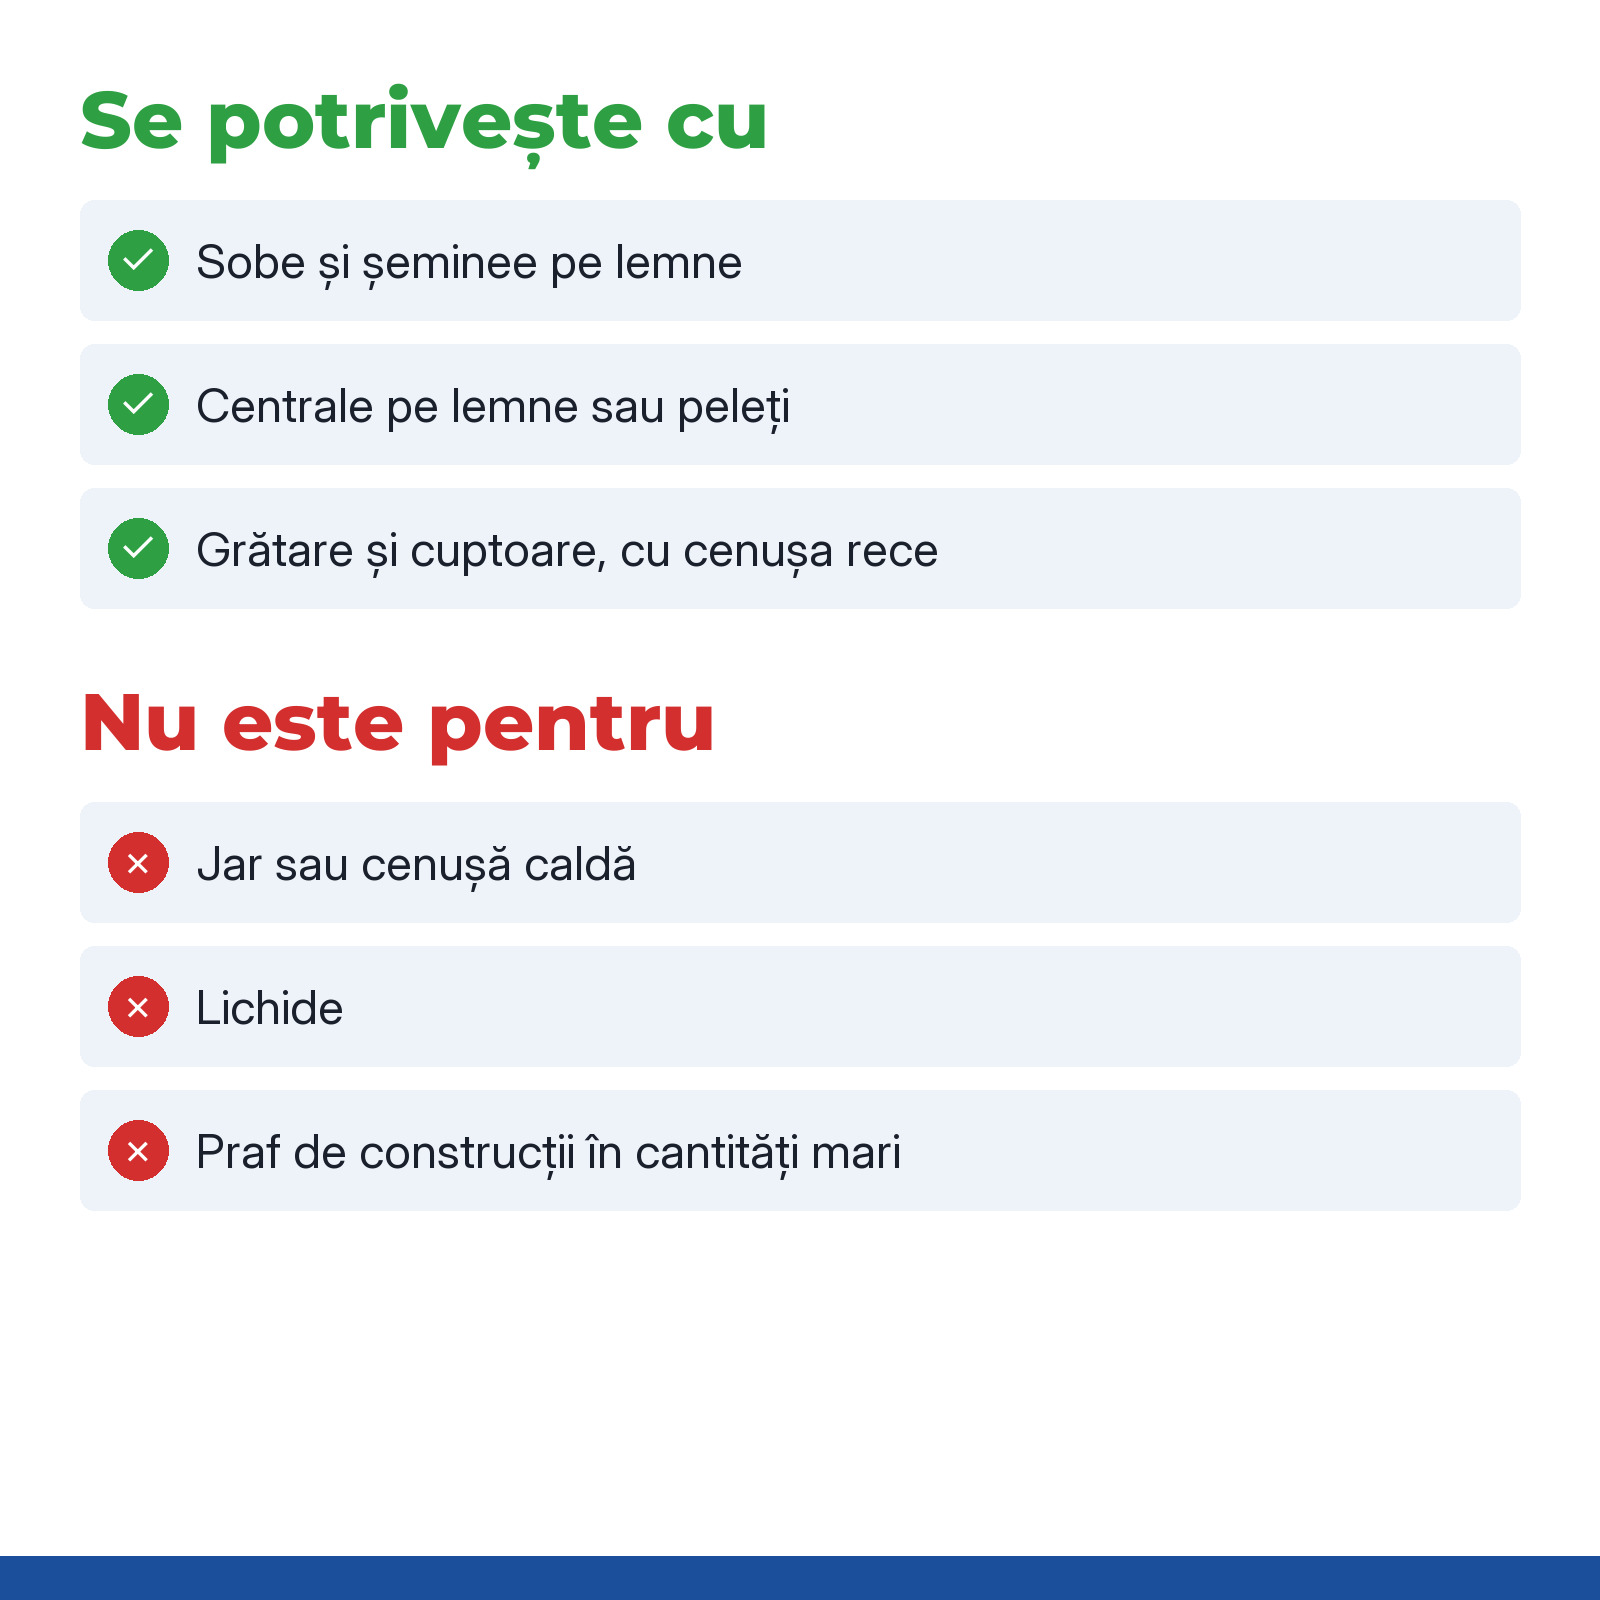 Se potrivește cu
Sobe și șeminee pe lemne
Centrale pe lemne sau peleți
Grătare și cuptoare, cu cenușa rece
Nu este pentru
Jar sau cenușă caldă
Lichide
Praf de construcții în cantități mari